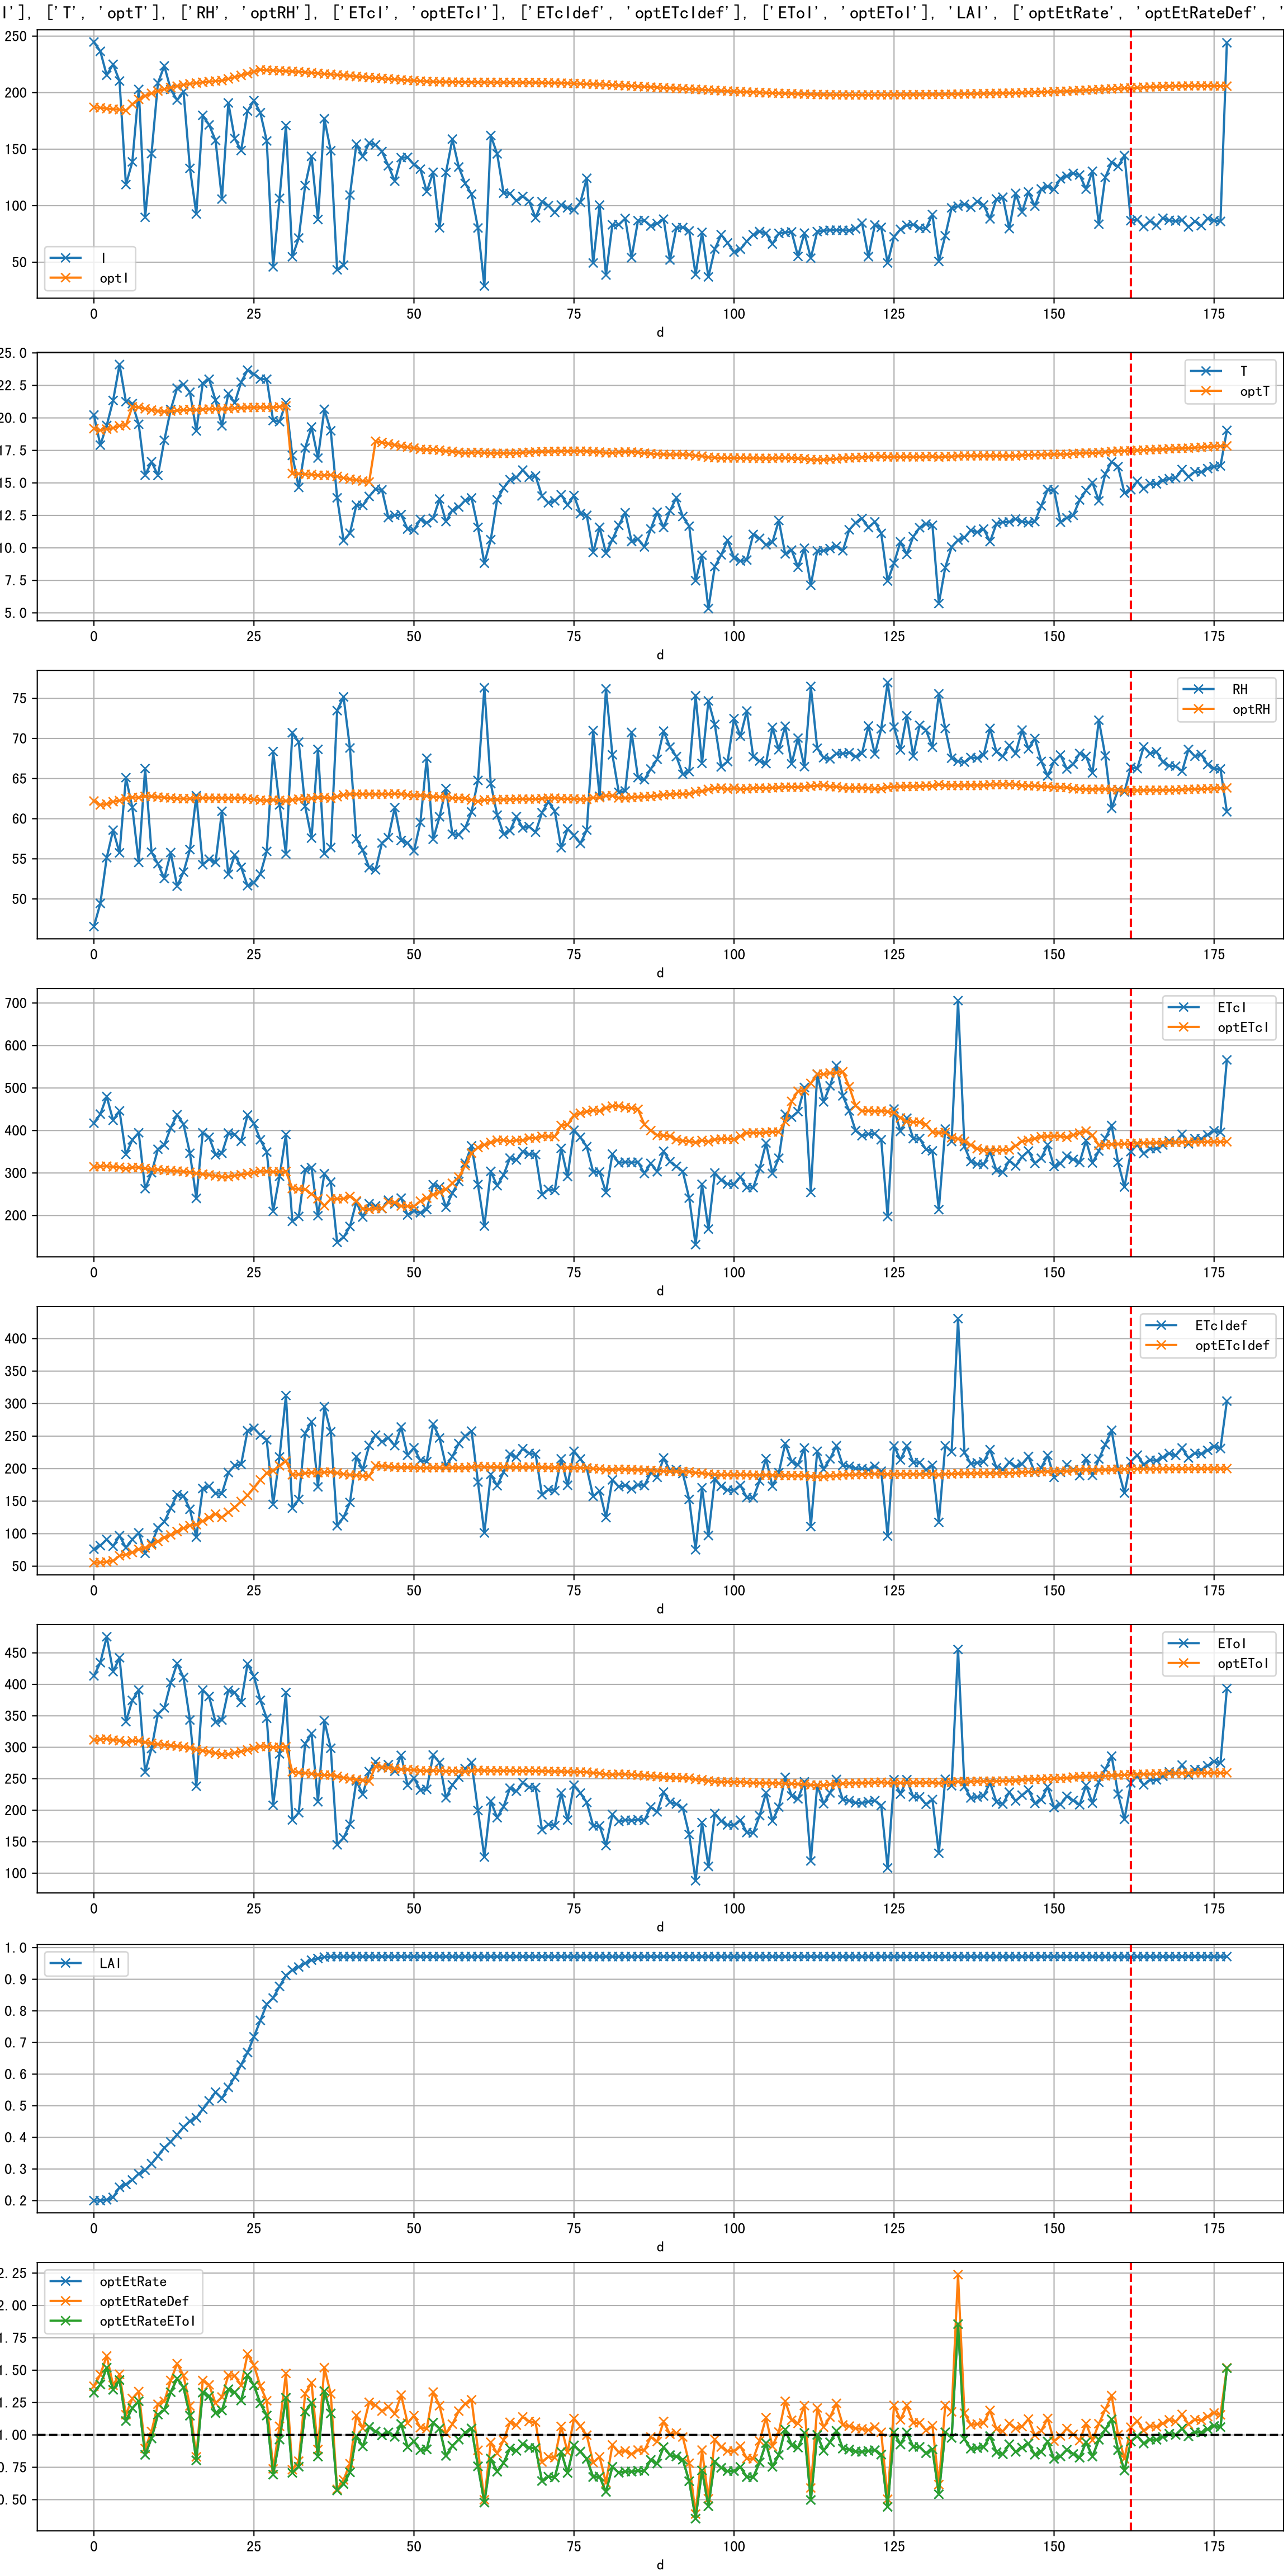 I'], ['T', 'optT'], ['RH', 'optRH'], ['ETcI', 'optETcI'], ['ETcIdef', 'optETcIdef'], ['EToI', 'optEToI'], 'LAI', ['optEtRate', 'optEtRateDef', '
250
200
150
100
50
I
optI
0 25 50 75 100 125 150 175
d
25.0
22.5
20.0
17.5
15.0
12.5
10.0
7.5
5.0
T
optT
0 25 50 75 100 125 150 175
d
75
70
65
60
55
50
RH
optRH
0 25 50 75 100 125 150 175
d
700
600
500
400
300
200
ETcI
optETcI
0 25 50 75 100 125 150 175
d
400
350
300
250
200
150
100
50
ETcIdef
optETcIdef
0 25 50 75 100 125 150 175
d
450
400
350
300
250
200
150
100
EToI
optEToI
0 25 50 75 100 125 150 175
d
1.0
0.9
0.8
0.7
0.6
0.5
0.4
0.3
0.2
LAI
0 25 50 75 100 125 150 175
d
2.25
2.00
1.75
1.50
1.25
1.00
0.75
0.50
optEtRate
optEtRateDef
optEtRateEToI
0 25 50 75 100 125 150 175
d